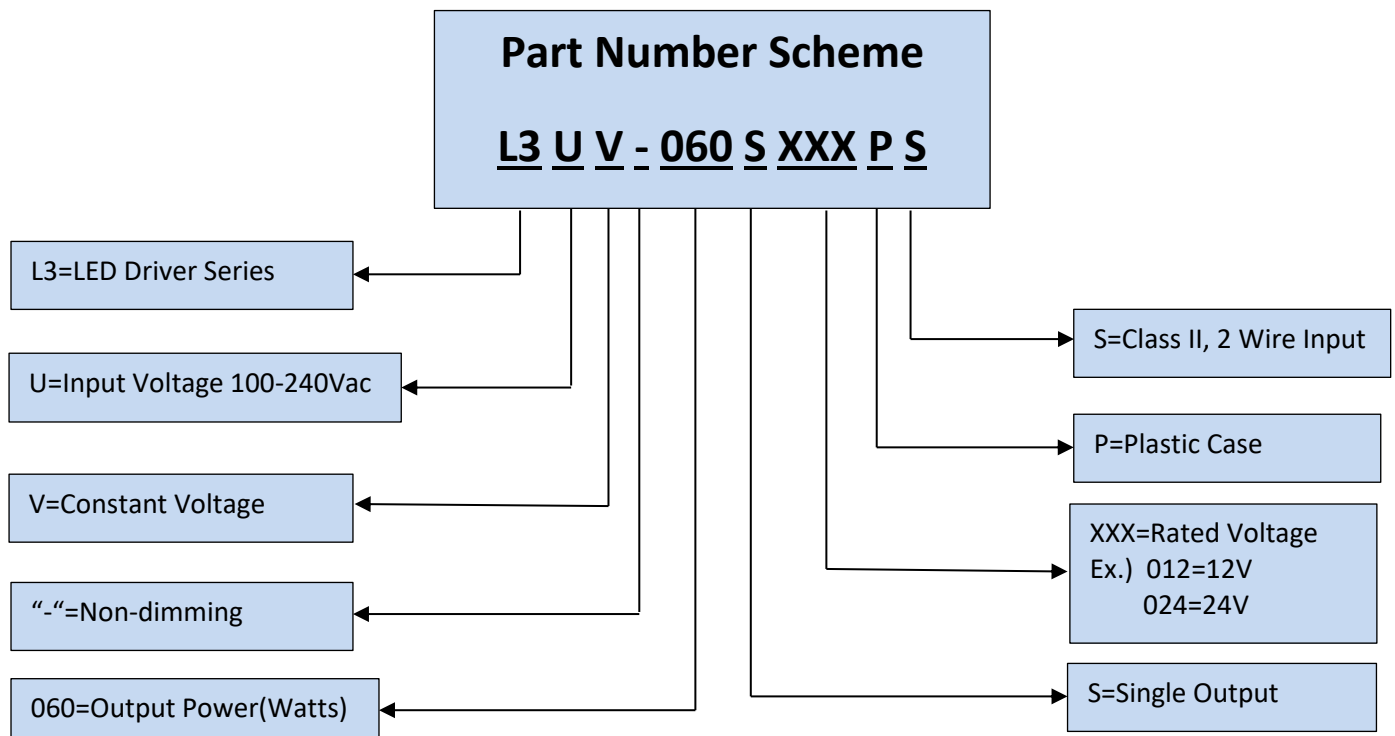 Part Number Scheme
L3 U V - 060 S XXX P S
L3=LED Driver Series
U=Input Voltage 100-240Vac
V=Constant Voltage
“-“=Non-dimming
060=Output Power(Watts)
S=Class II, 2 Wire Input
P=Plastic Case
XXX=Rated Voltage
Ex.) 012=12V
024=24V
S=Single Output